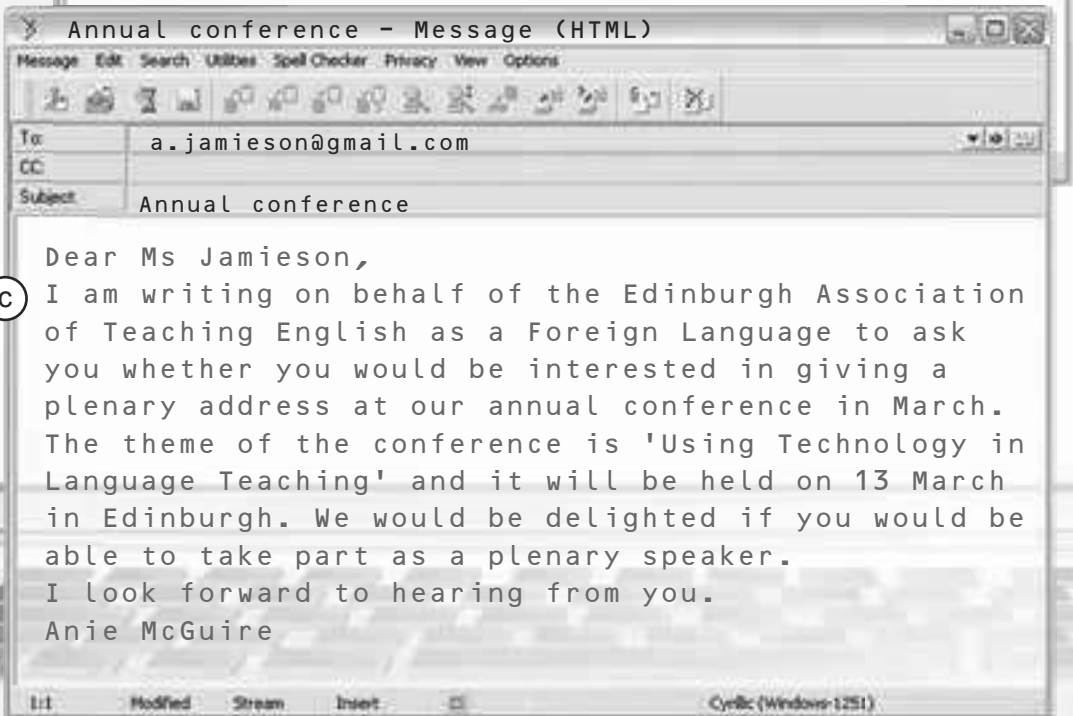 Annual conference – Message (HTML)
Message Edit Search Utilities Spell Checker Privacy View Options
To: a.jamieson@gmail.com
CC:
Subject: Annual conference
Dear Ms Jamieson,
C
I am writing on behalf of the Edinburgh Association
of Teaching English as a Foreign Language to ask
you whether you would be interested in giving a
plenary address at our annual conference in March.
The theme of the conference is 'Using Technology in
Language Teaching' and it will be held on 13 March
in Edinburgh. We would be delighted if you would be
able to take part as a plenary speaker.
I look forward to hearing from you.
Anie McGuire
1:1 Modified Stream Insert Cyrillic (Windows-1251)